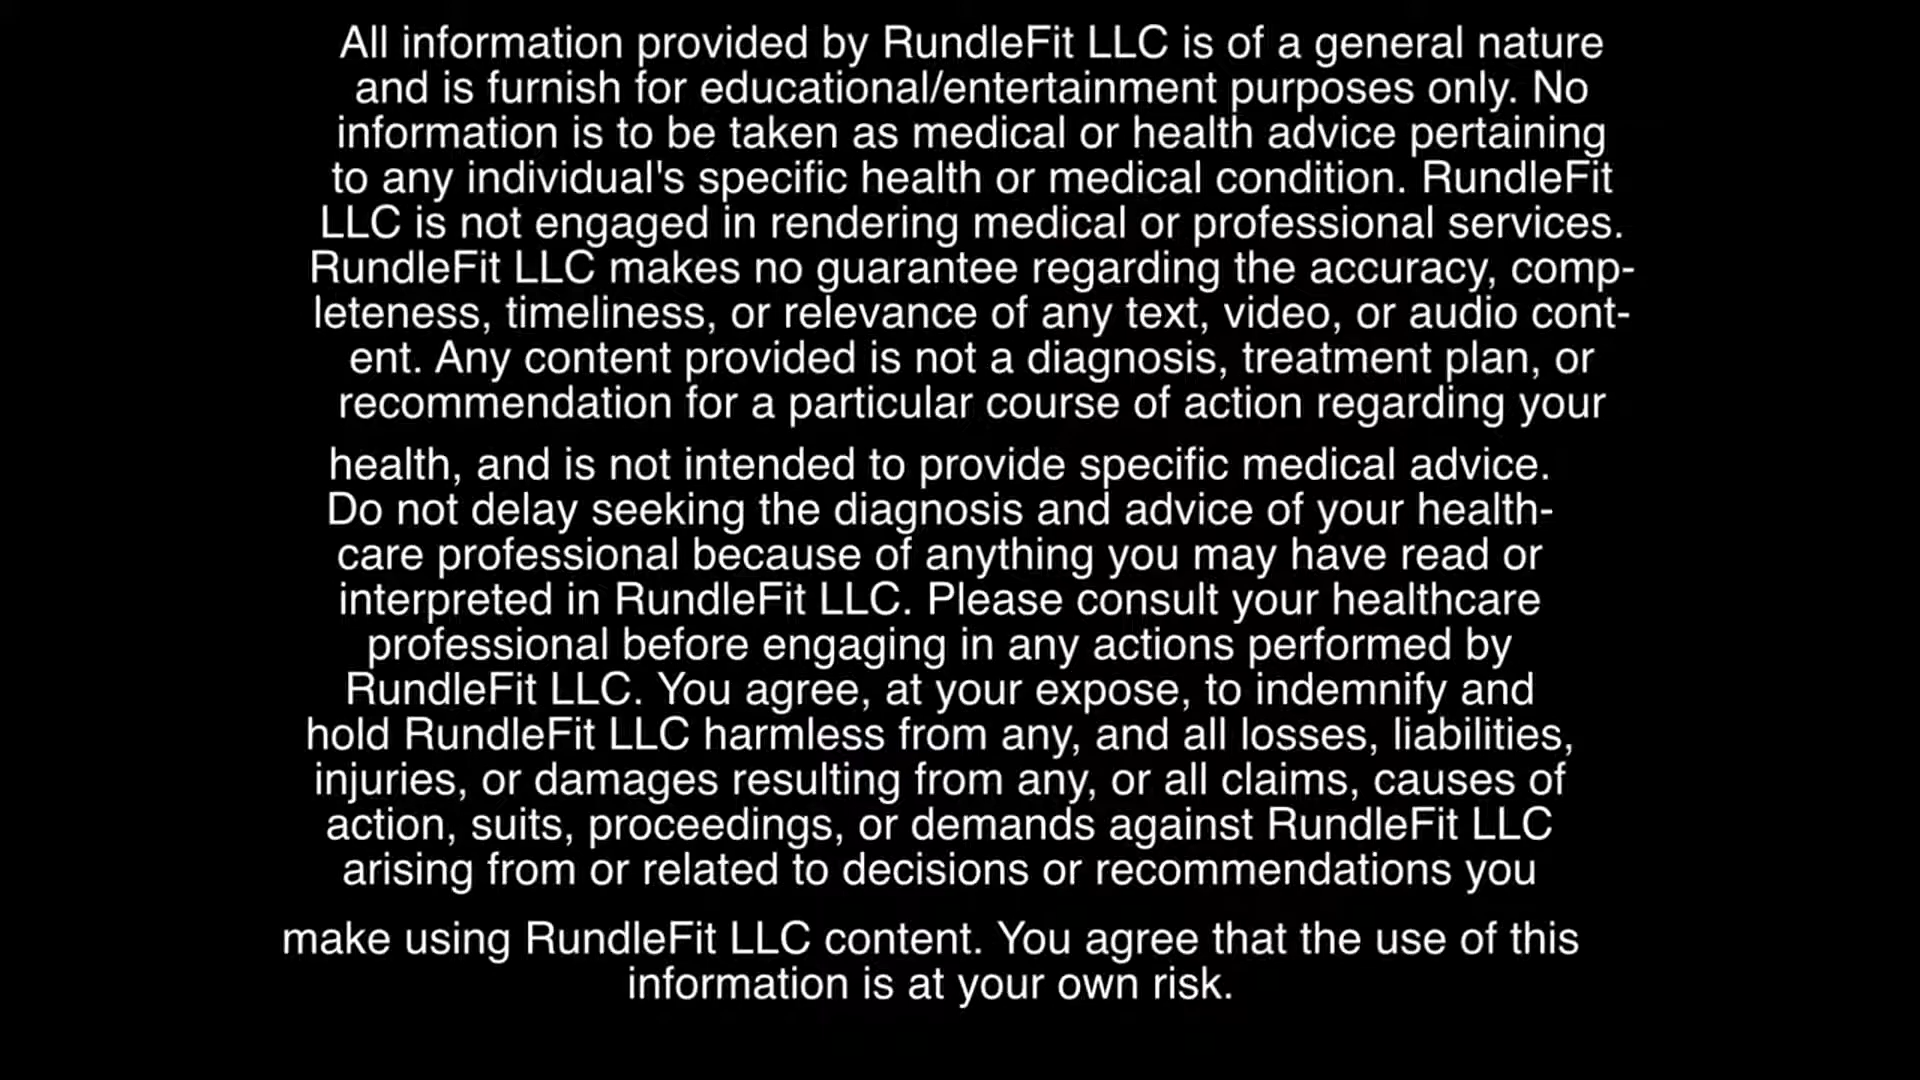 All information provided by RundleFit LLC is of a general nature
and is furnish for educational/entertainment purposes only. No
information is to be taken as medical or health advice pertaining
to any individual's specific health or medical condition. RundleFit
LLC is not engaged in rendering medical or professional services.
RundleFit LLC makes no guarantee regarding the accuracy, comp-
leteness, timeliness, or relevance of any text, video, or audio cont-
ent. Any content provided is not a diagnosis, treatment plan, or
recommendation for a particular course of action regarding your
health, and is not intended to provide specific medical advice.
Do not delay seeking the diagnosis and advice of your health-
care professional because of anything you may have read or
interpreted in RundleFit LLC. Please consult your healthcare
professional before engaging in any actions performed by
RundleFit LLC. You agree, at your expose, to indemnify and
hold RundleFit LLC harmless from any, and all losses, liabilities,
injuries, or damages resulting from any, or all claims, causes of
action, suits, proceedings, or demands against RundleFit LLC
arising from or related to decisions or recommendations you
make using RundleFit LLC content. You agree that the use of this
information is at your own risk.